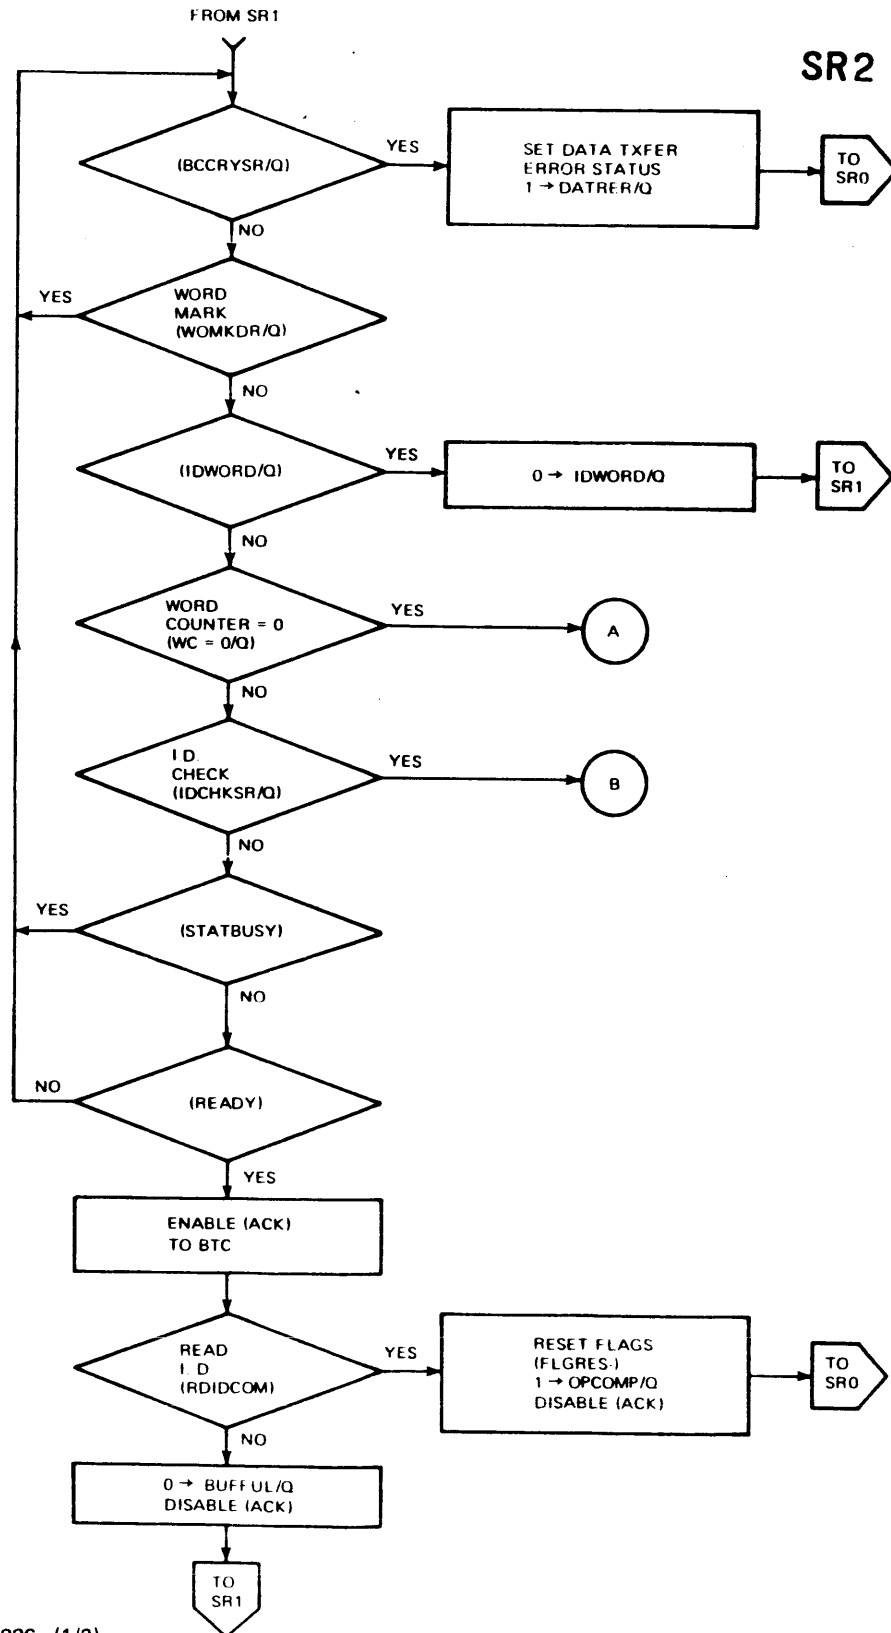 FROM SR1
SR2
(BCCRYSR/Q)
YES
SET DATA TXFER
ERROR STATUS
1 → DATRER/Q
TO
SR0
NO
YES
WORD
MARK
(WOMKDR/Q)
NO
(IDWORD/Q)
YES
0 → IDWORD/Q
TO
SR1
NO
WORD
COUNTER = 0
(WC = 0/Q)
YES
A
NO
I D.
CHECK
(IDCHKSR/Q)
YES
B
NO
YES
(STATBUSY)
NO
NO
(READY)
YES
ENABLE (ACK)
TO BTC
READ
I. D
(RDIDCOM)
YES
RESET FLAGS
(FLGRES-)
1 → OPCOMP/Q
DISABLE (ACK)
TO
SR0
NO
0 → BUFFUL/Q
DISABLE (ACK)
TO
SR1